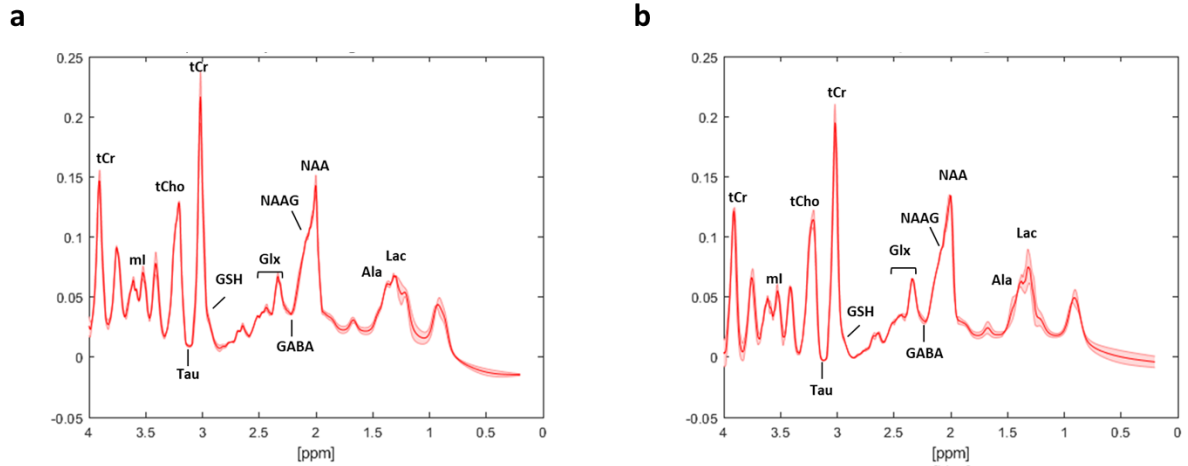 a
b
0.25
0.2
0.15
0.1
0.05
0
-0.05
4
3.5
3
2.5
2
1.5
1
0.5
0
[ppm]
tCr
mI
tCho
tCr
GSH
Tau
Glx
GABA
NAAG
NAA
Ala
Lac
0.25
0.2
0.15
0.1
0.05
0
-0.05
4
3.5
3
2.5
2
1.5
1
0.5
0
[ppm]
tCr
mI
tCho
tCr
GSH
Tau
Glx
GABA
NAAG
NAA
Ala
Lac